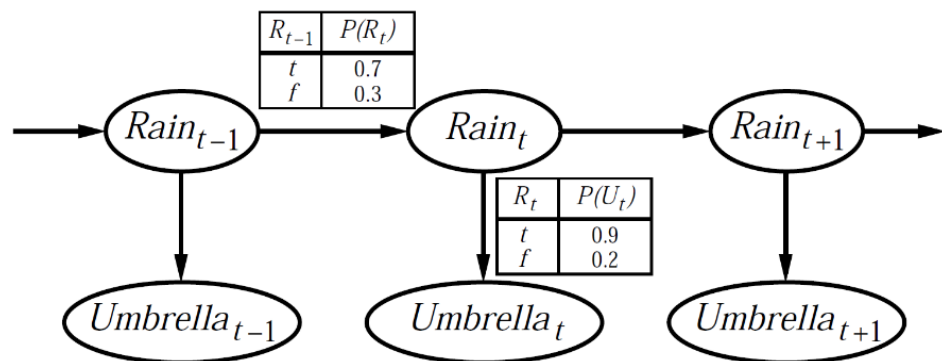 R_{t-1} P(R_t)
t 0.7
f 0.3
Rain_{t-1} Rain_t Rain_{t+1}
R_t P(U_t)
t 0.9
f 0.2
Umbrella_{t-1} Umbrella_t Umbrella_{t+1}